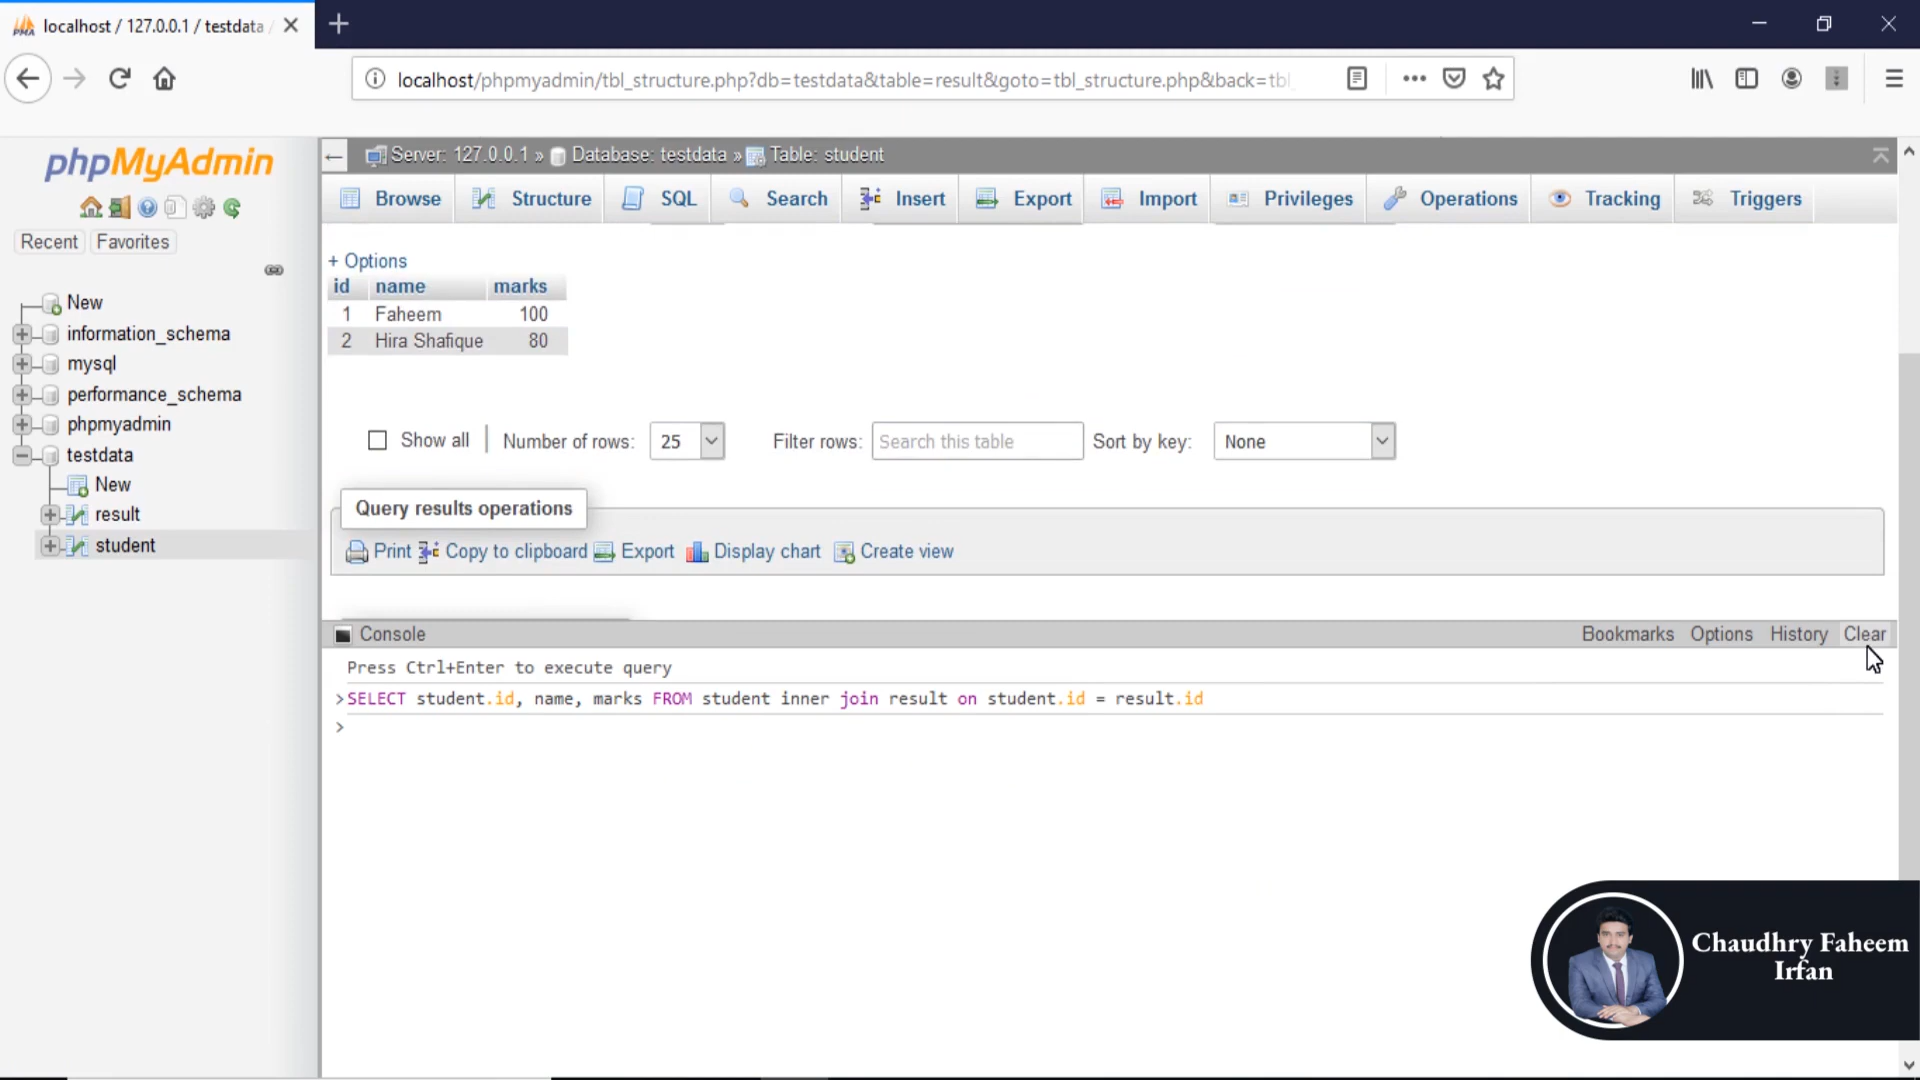 localhost / 127.0.0.1 / testdata /
localhost/phpmyadmin/tbl_structure.php?db=testdata&table=result&goto=tbl_structure.php&back=tbl
phpMyAdmin
Recent Favorites
New
information_schema
mysql
performance_schema
phpmyadmin
testdata
New
result
student
Server: 127.0.0.1 » Database: testdata » Table: student
Browse Structure SQL Search Insert Export Import Privileges Operations Tracking Triggers
+ Options
id name marks
1 Faheem 100
2 Hira Shafique 80
Show all Number of rows: 25 Filter rows: Search this table Sort by key: None
Query results operations
Print Copy to clipboard Export Display chart Create view
Console Bookmarks Options History Clear
Press Ctrl+Enter to execute query
>SELECT student.id, name, marks FROM student inner join result on student.id = result.id
>
Chaudhry Faheem
Irfan